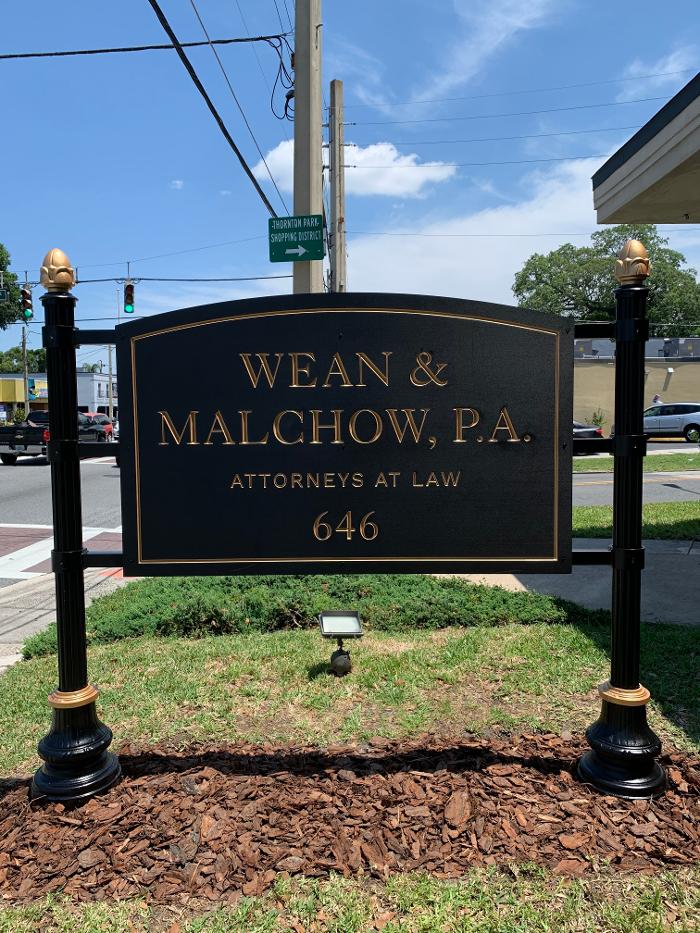 THORNTON PARK
SHOPPING DISTRICT
WEAN &
MALCHOW, P.A.
ATTORNEYS AT LAW
646